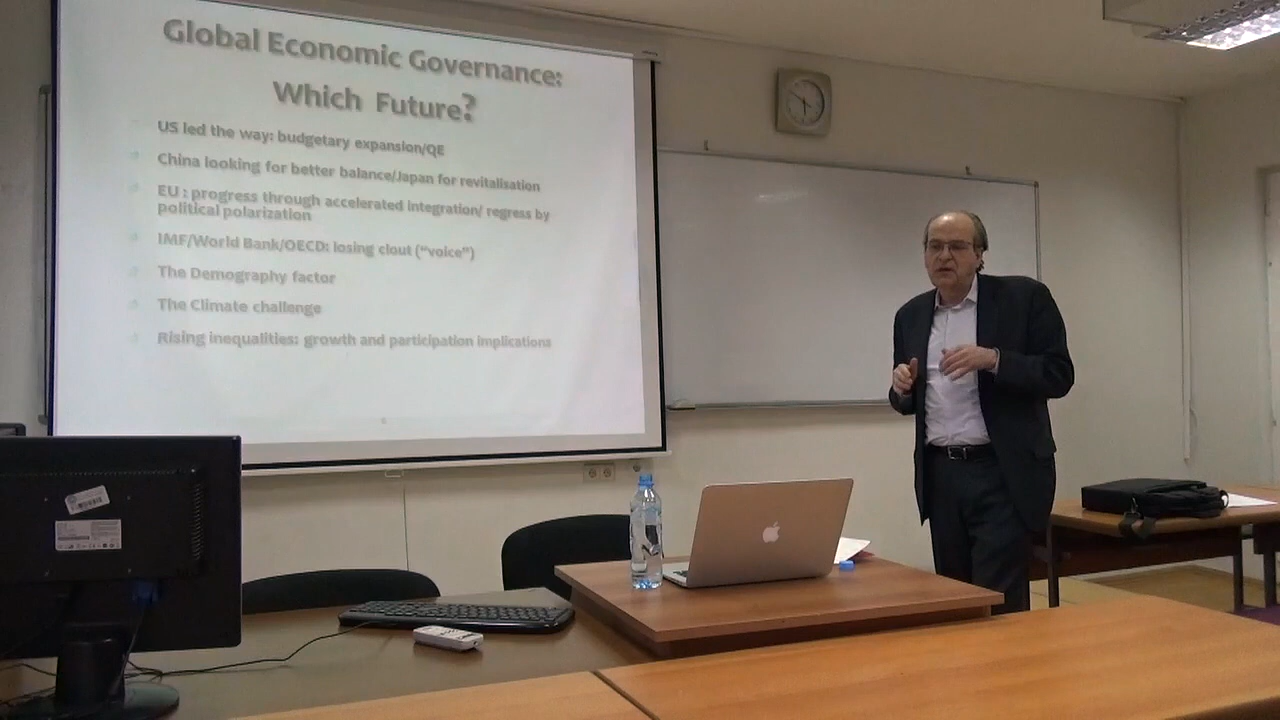 Global Economic Governance:
Which Future?
US led the way: budgetary expansion/QE
China looking for better balance/Japan for revitalisation
EU : progress through accelerated integration/ regress by
political polarization
IMF/World Bank/OECD: losing clout ("voice")
The Demography factor
The Climate challenge
Rising inequalities: growth and participation implications